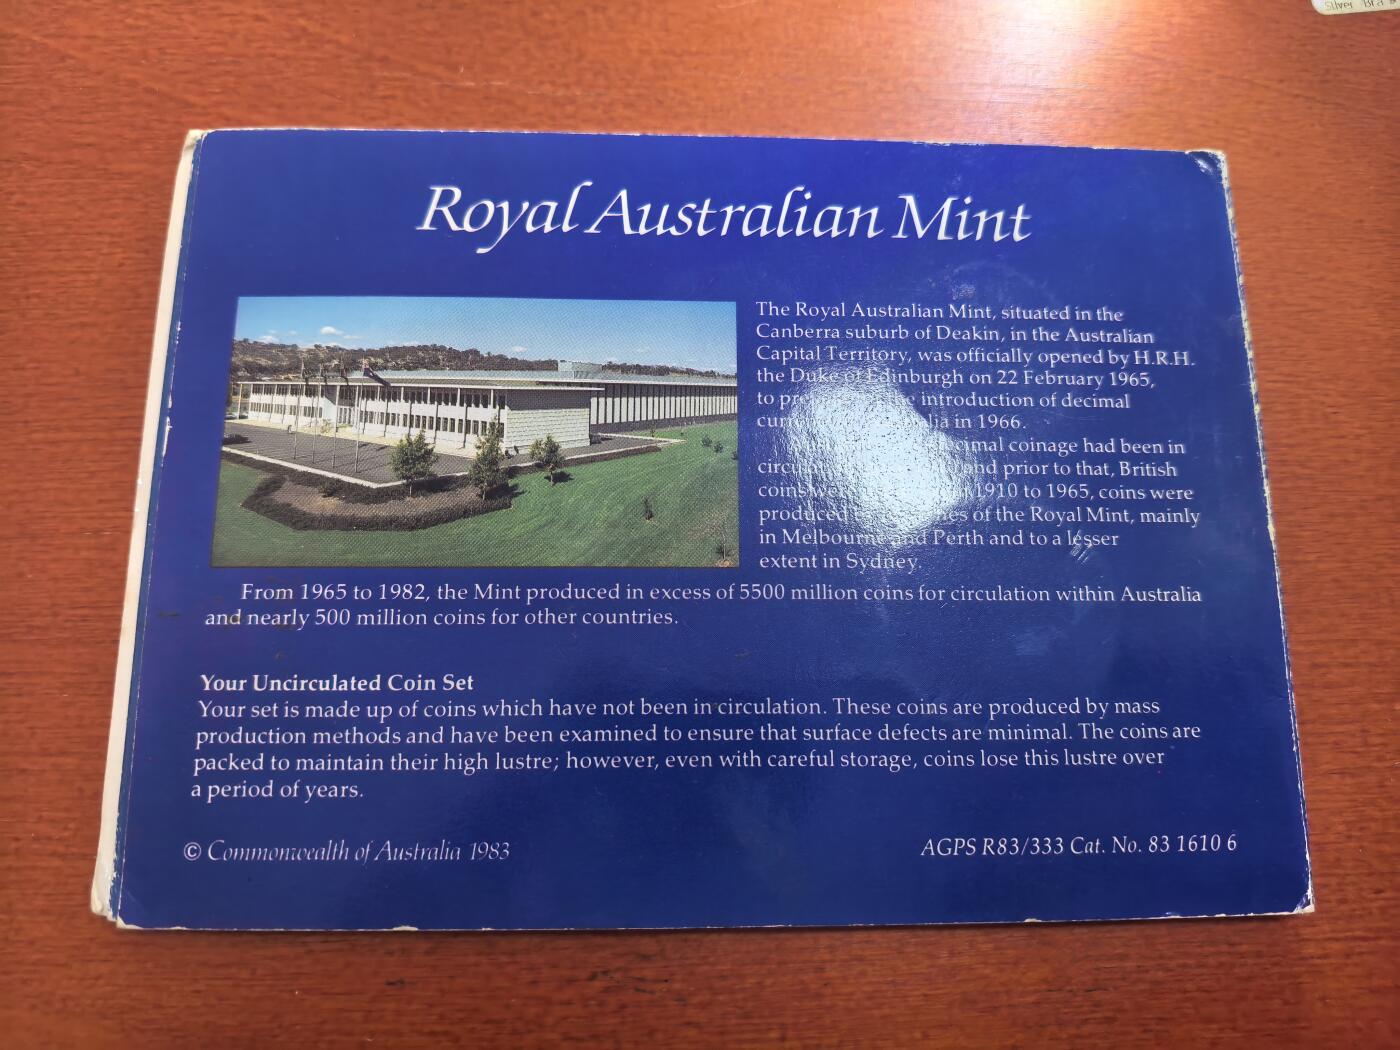 Silver
Royal Australian Mint
The Royal Australian Mint, situated in the
Canberra suburb of Deakin, in the Australian
Capital Territory, was officially opened by H.R.H.
the Duke of Edinburgh on 22 February 1965,
to introduction of decimal
in 1966.
coinage had been in
and prior to that, British
coins 1910 to 1965, coins were
produced of the Royal Mint, mainly
in Melbourne and Perth and to a lesser
extent in Sydney.
From 1965 to 1982, the Mint produced in excess of 5500 million coins for circulation within Australia
and nearly 500 million coins for other countries.
Your Uncirculated Coin Set
Your set is made up of coins which have not been in circulation. These coins are produced by mass
production methods and have been examined to ensure that surface defects are minimal. The coins are
packed to maintain their high lustre; however, even with careful storage, coins lose this lustre over
a period of years.
© Commonwealth of Australia 1983
AGPS R83/333 Cat. No. 83 1610 6